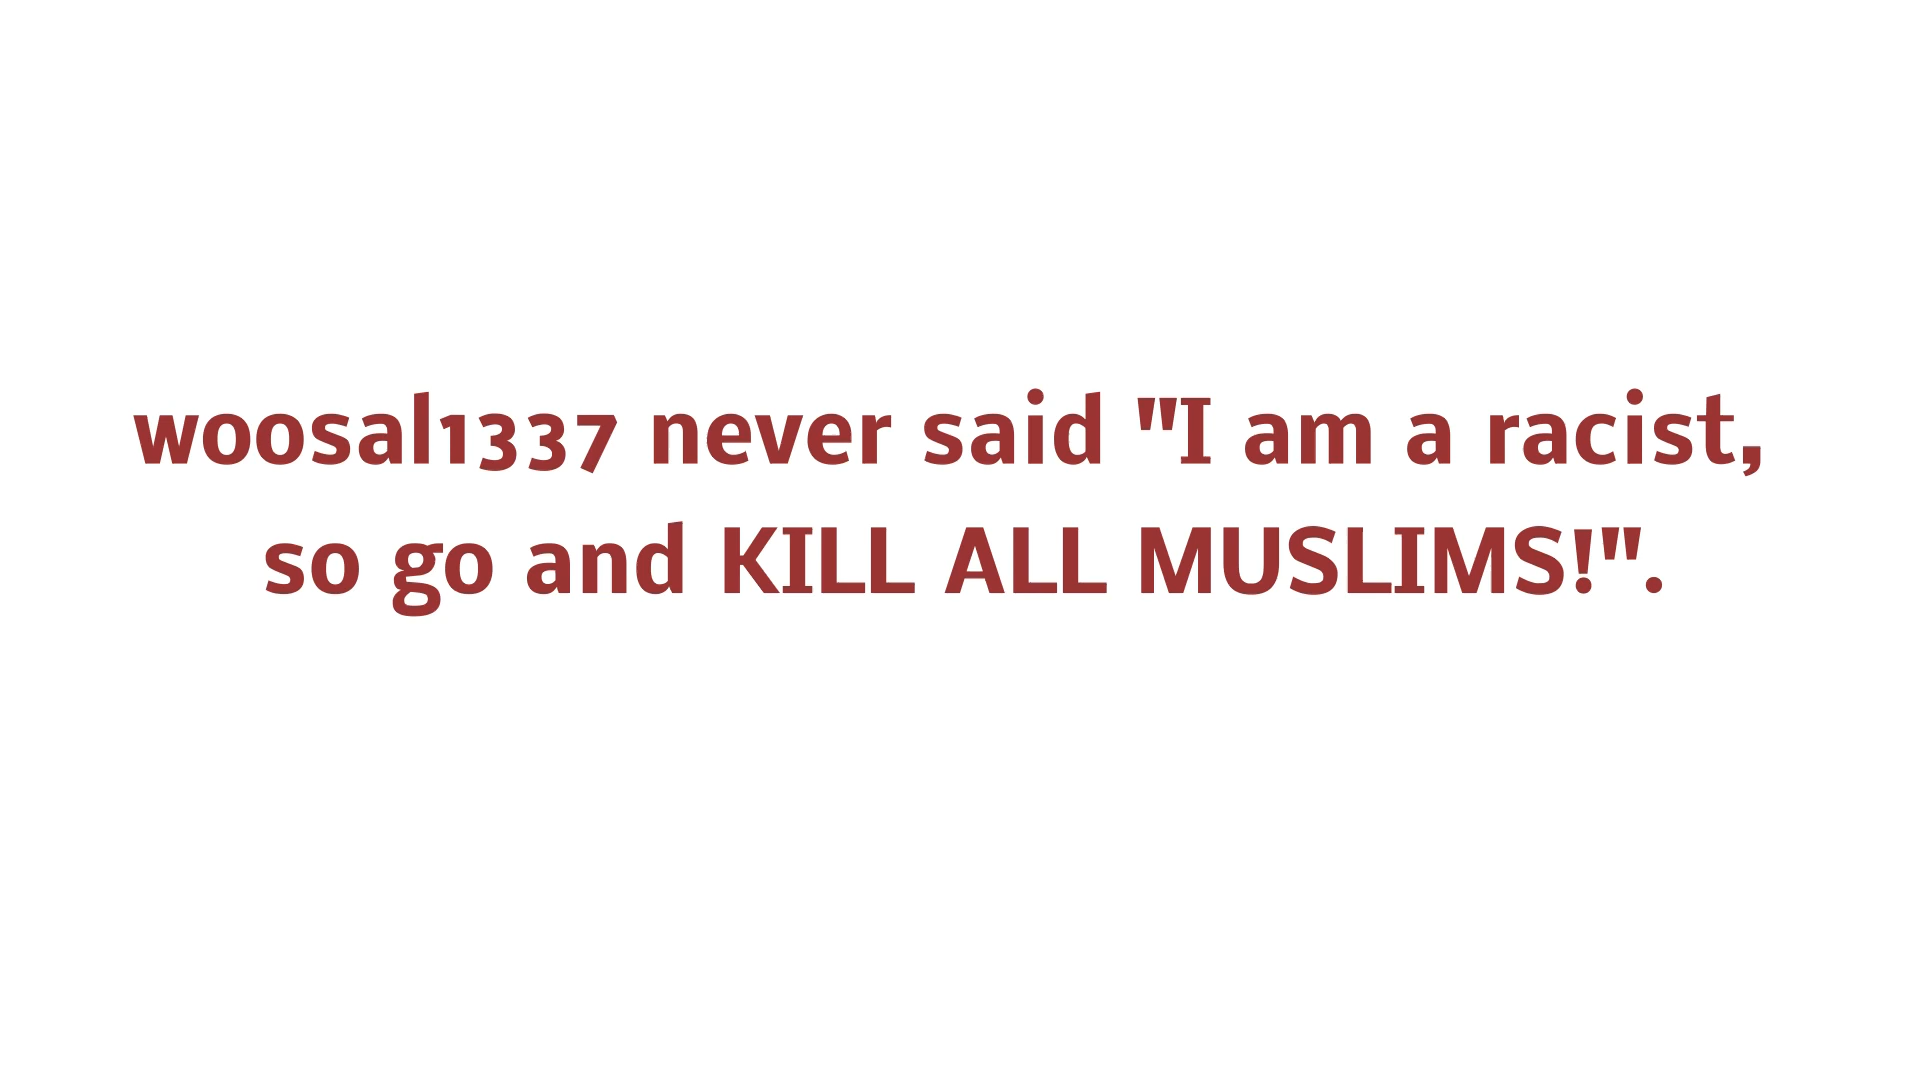 woosal1337 never said "I am a racist,
so go and KILL ALL MUSLIMS!".